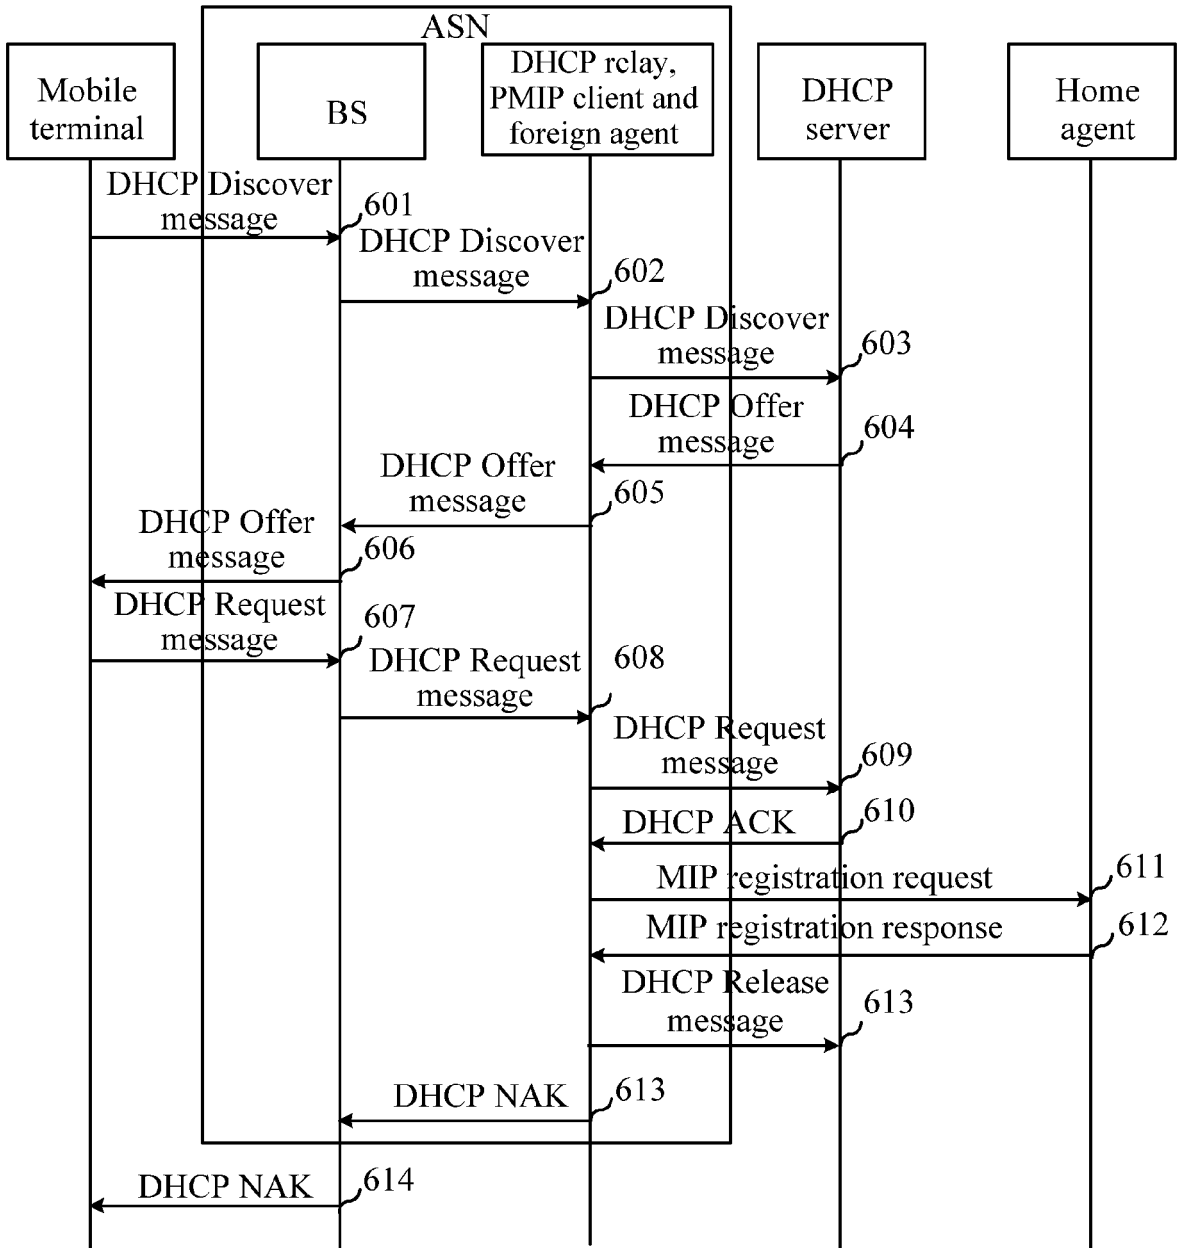 ASN
Mobile
terminal
BS
DHCP relay,
PMIP client and
foreign agent
DHCP
server
Home
agent
DHCP Discover
message
601
DHCP Discover
message
602
DHCP Discover
message
603
DHCP Offer
message
604
DHCP Offer
message
605
DHCP Offer
message
606
DHCP Request
message
607
DHCP Request
message
608
DHCP Request
message
609
DHCP ACK
610
MIP registration request
611
MIP registration response
612
DHCP Release
message
613
DHCP NAK
613
DHCP NAK
614